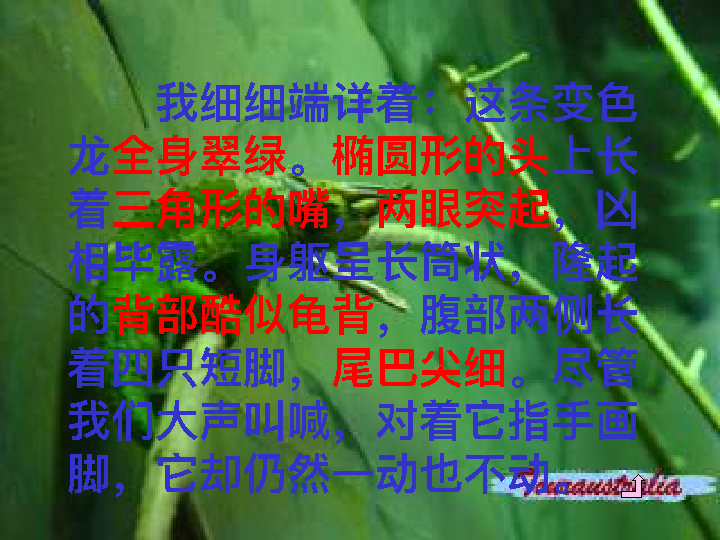 我细细端详着：这条变色
龙全身翠绿。椭圆形的头上长
着三角形的嘴，两眼突起，凶
相毕露。身躯呈长筒状，隆起
的背部酷似龟背，腹部两侧长
着四只短脚，尾巴尖细。尽管
我们大声叫喊，对着它指手画
脚，它却仍然一动也不动。